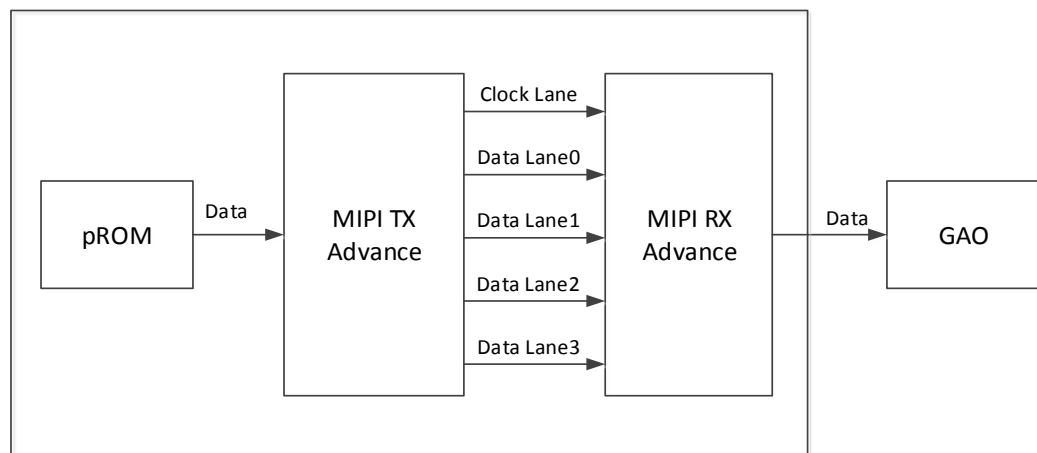 Clock Lane
Data Lane0
pROM
Data
MIPI TX
Advance
Data Lane1
MIPI RX
Advance
Data
GAO
Data Lane2
Data Lane3